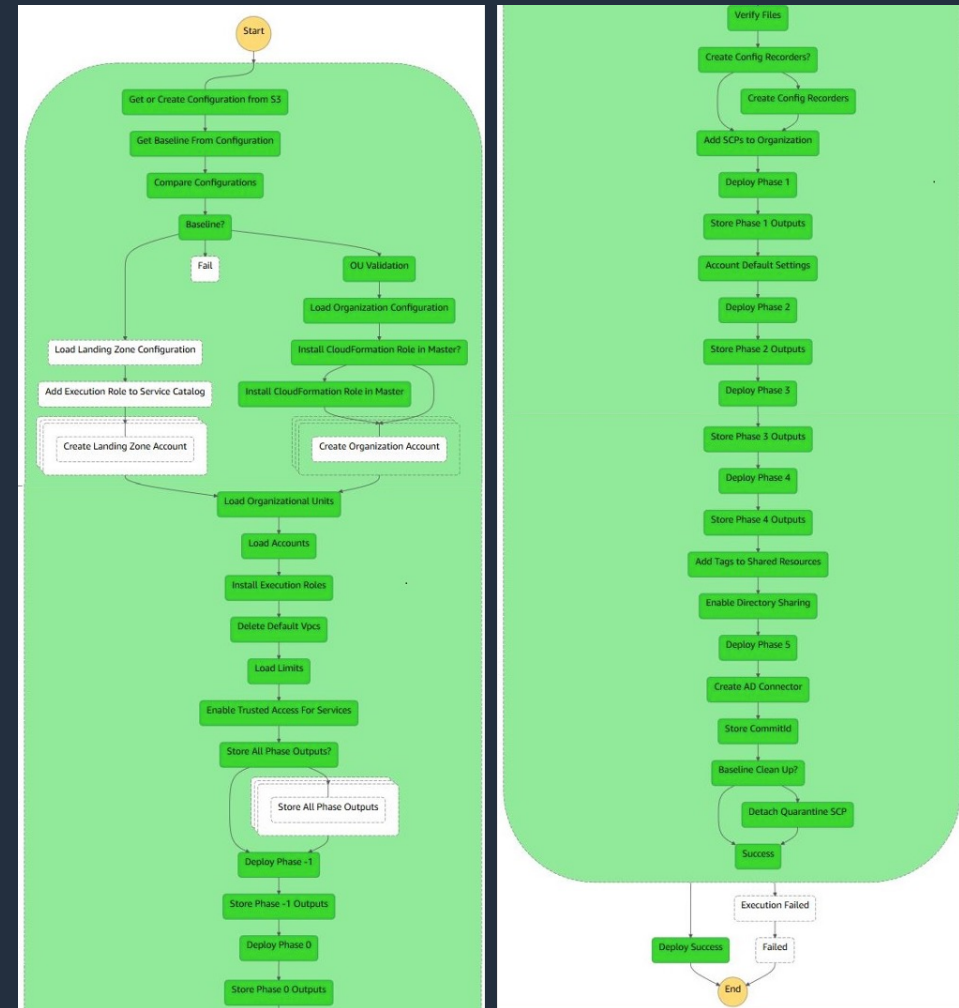 Start
Get or Create Configuration from S3
Get Baseline From Configuration
Compare Configurations
Baseline?
Fail
OU Validation
Load Organization Configuration
Load Landing Zone Configuration
Install CloudFormation Role in Master?
Add Execution Role to Service Catalog
Install CloudFormation Role in Master
Create Landing Zone Account
Create Organization Account
Load Organizational Units
Load Accounts
Install Execution Roles
Delete Default Vpcs
Load Limits
Enable Trusted Access For Services
Store All Phase Outputs?
Store All Phase Outputs
Deploy Phase -1
Store Phase -1 Outputs
Deploy Phase 0
Store Phase 0 Outputs
Verify Files
Create Config Recorders?
Create Config Recorders
Add SCPs to Organization
Deploy Phase 1
Store Phase 1 Outputs
Account Default Settings
Deploy Phase 2
Store Phase 2 Outputs
Deploy Phase 3
Store Phase 3 Outputs
Deploy Phase 4
Store Phase 4 Outputs
Add Tags to Shared Resources
Enable Directory Sharing
Deploy Phase 5
Create AD Connector
Store CommitId
Baseline Clean Up?
Detach Quarantine SCP
Success
Execution Failed
Deploy Success
Failed
End